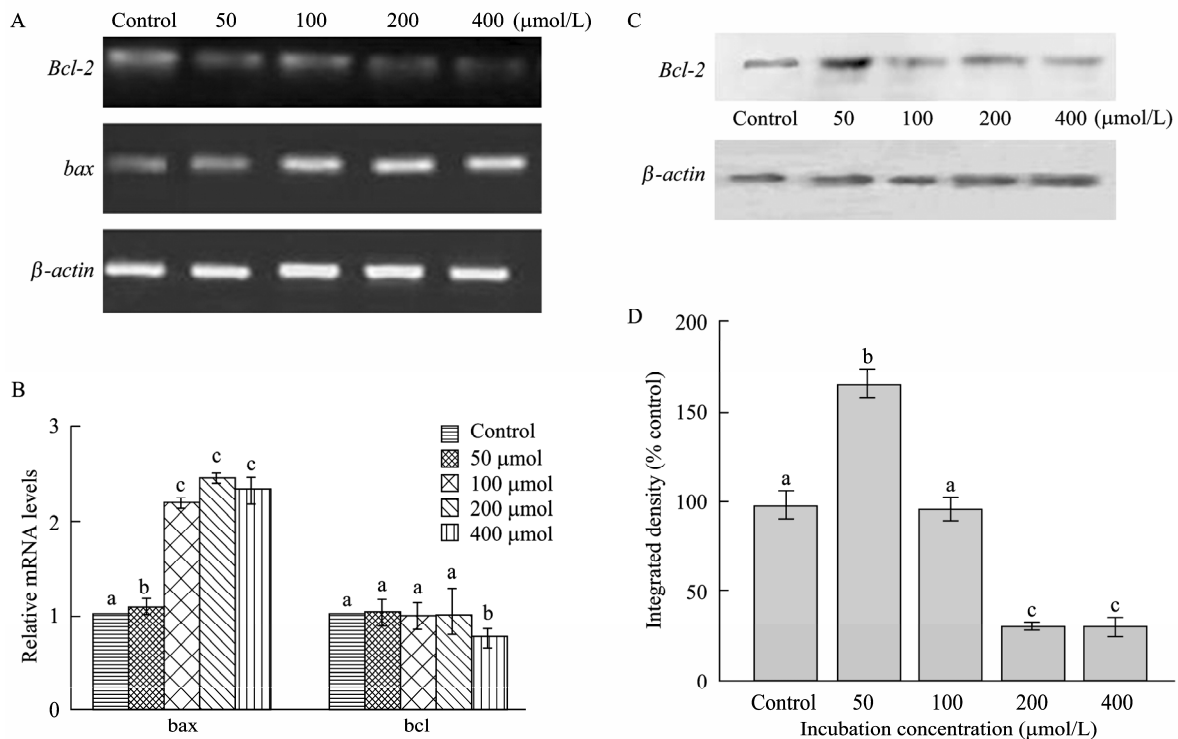 A
Control 50 100 200 400 (μmol/L)
Bcl-2
bax
β-actin
B
Relative mRNA levels
3
2
1
0
Control
50 μmol
100 μmol
200 μmol
400 μmol
a b c c c
a a a a b
bax bcl
C
Bcl-2
Control 50 100 200 400 (μmol/L)
β-actin
D
Integrated density (% control)
200
150
100
50
0
a b a c c
Control 50 100 200 400
Incubation concentration (μmol/L)